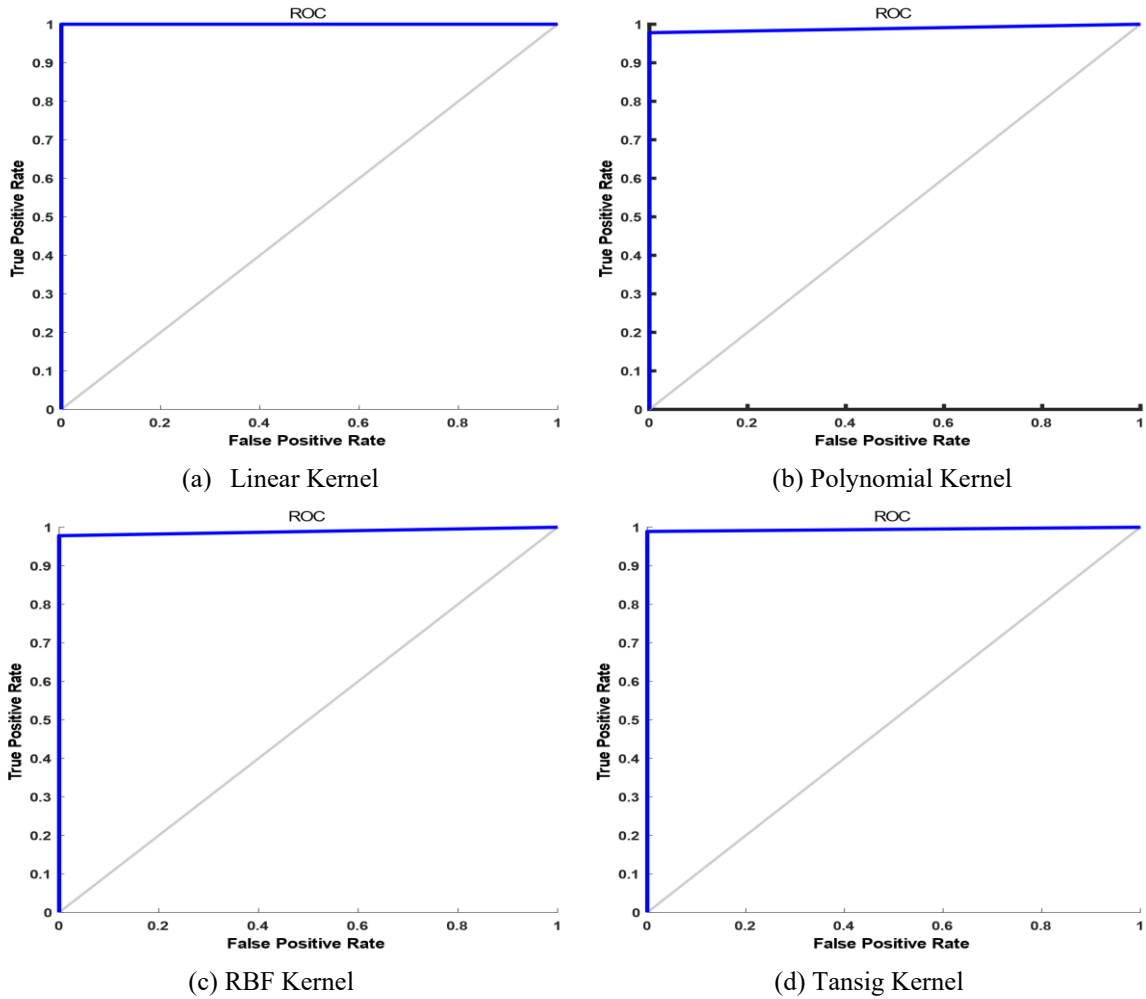 ROC
1
0.9
0.8
0.7
0.6
0.5
0.4
0.3
0.2
0.1
0
True Positive Rate
0 0.2 0.4 0.6 0.8 1
False Positive Rate
(a) Linear Kernel
ROC
1
0.9
0.8
0.7
0.6
0.5
0.4
0.3
0.2
0.1
0
True Positive Rate
0 0.2 0.4 0.6 0.8 1
False Positive Rate
(b) Polynomial Kernel
ROC
1
0.9
0.8
0.7
0.6
0.5
0.4
0.3
0.2
0.1
0
True Positive Rate
0 0.2 0.4 0.6 0.8 1
False Positive Rate
(c) RBF Kernel
ROC
1
0.9
0.8
0.7
0.6
0.5
0.4
0.3
0.2
0.1
0
True Positive Rate
0 0.2 0.4 0.6 0.8 1
False Positive Rate
(d) Tansig Kernel